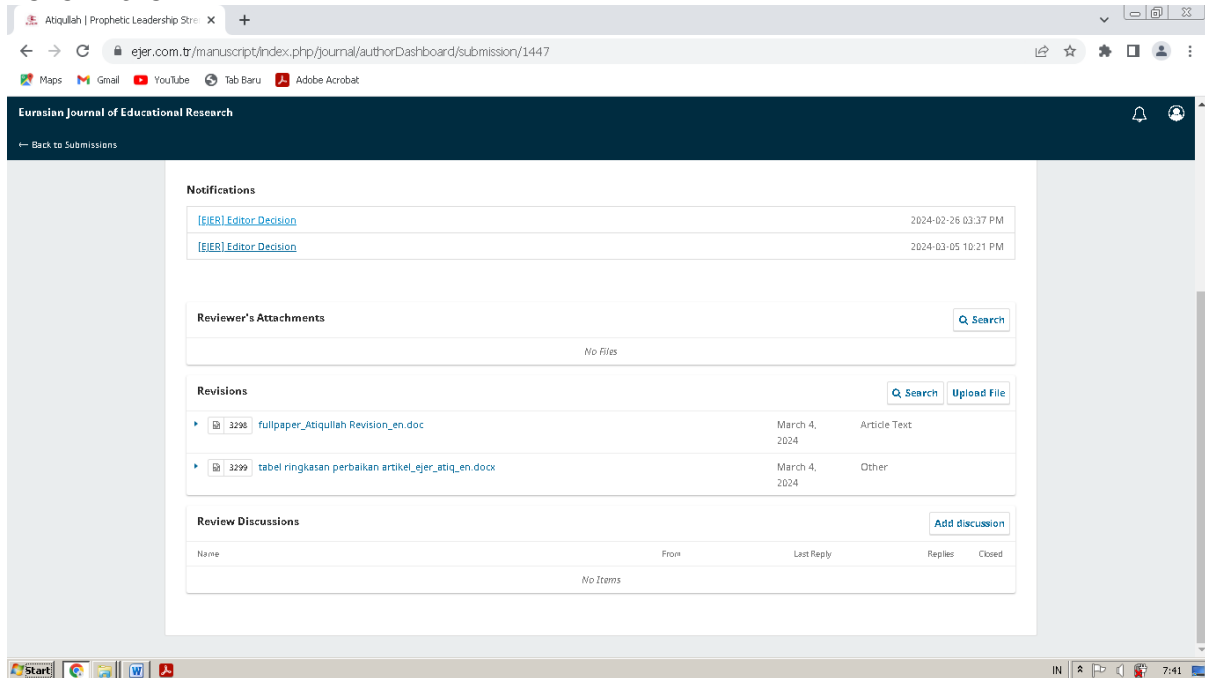 Atiqullah | Prophetic Leadership Stre
ejer.com.tr/manuscript/index.php/journal/authorDashboard/submission/1447
Maps Gmail YouTube Tab Baru Adobe Acrobat
Eurasian Journal of Educational Research
← Back to Submissions
Notifications
[EJER] Editor Decision 2024-02-26 03:37 PM
[EJER] Editor Decision 2024-03-05 10:21 PM
Reviewer's Attachments Search
No Files
Revisions Search Upload File
3298 fullpaper_Atiqullah Revision_en.doc March 4, Article Text
2024
3299 tabel ringkasan perbaikan artikel_ejer_atiq_en.docx March 4, Other
2024
Review Discussions Add discussion
Name From Last Reply Replies Closed
No Items
Start IN 7:41